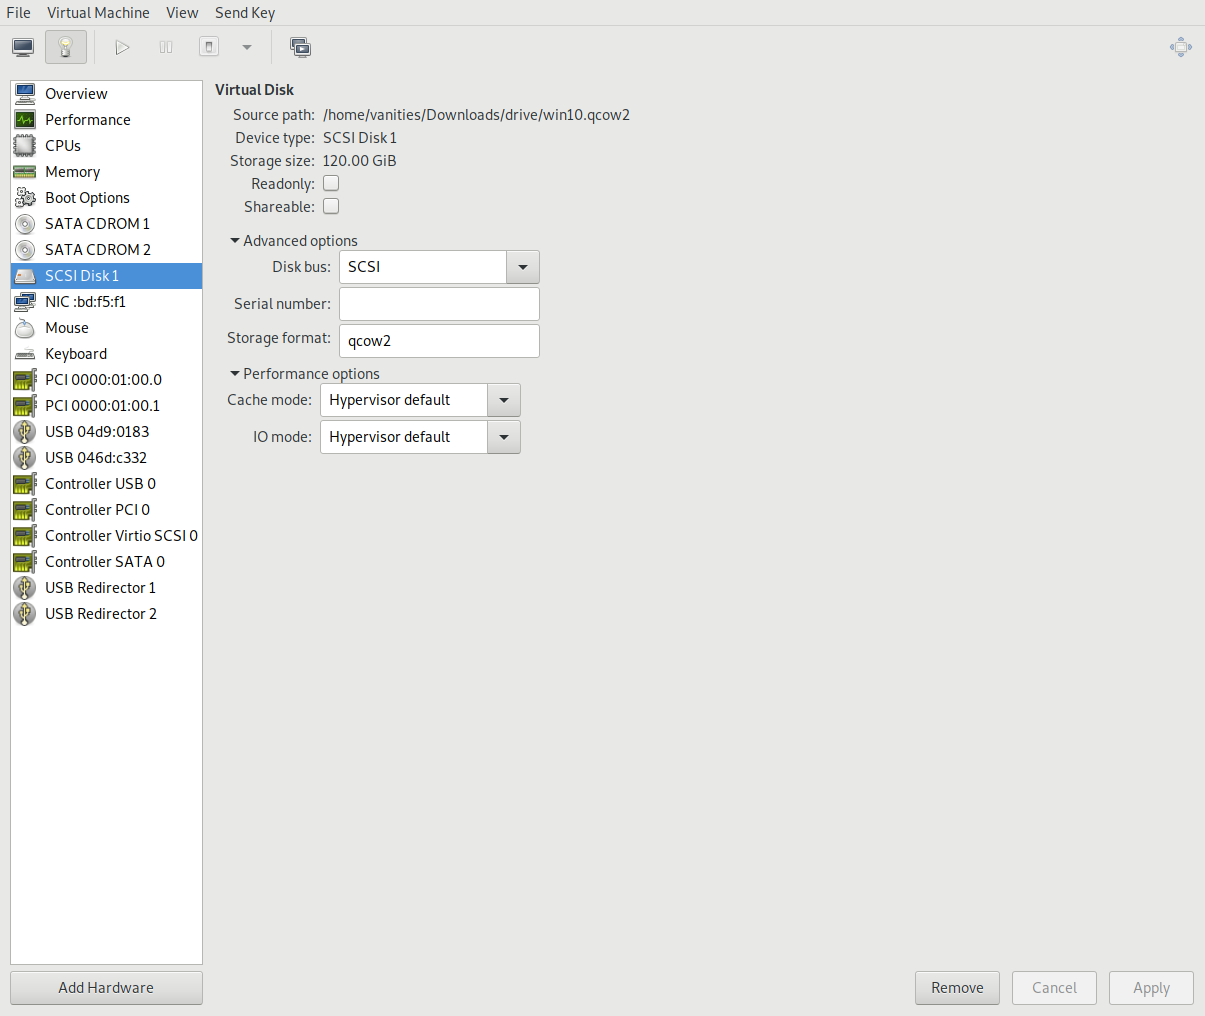 File Virtual Machine View Send Key
Overview
Performance
CPUs
Memory
Boot Options
SATA CDROM 1
SATA CDROM 2
SCSI Disk 1
NIC :bd:f5:f1
Mouse
Keyboard
PCI 0000:01:00.0
PCI 0000:01:00.1
USB 04d9:0183
USB 046d:c332
Controller USB 0
Controller PCI 0
Controller Virtio SCSI 0
Controller SATA 0
USB Redirector 1
USB Redirector 2
Add Hardware
Virtual Disk
Source path: /home/vanities/Downloads/drive/win10.qcow2
Device type: SCSI Disk 1
Storage size: 120.00 GiB
Readonly:
Shareable:
Advanced options
Disk bus: SCSI
Serial number:
Storage format: qcow2
Performance options
Cache mode: Hypervisor default
IO mode: Hypervisor default
Remove Cancel Apply